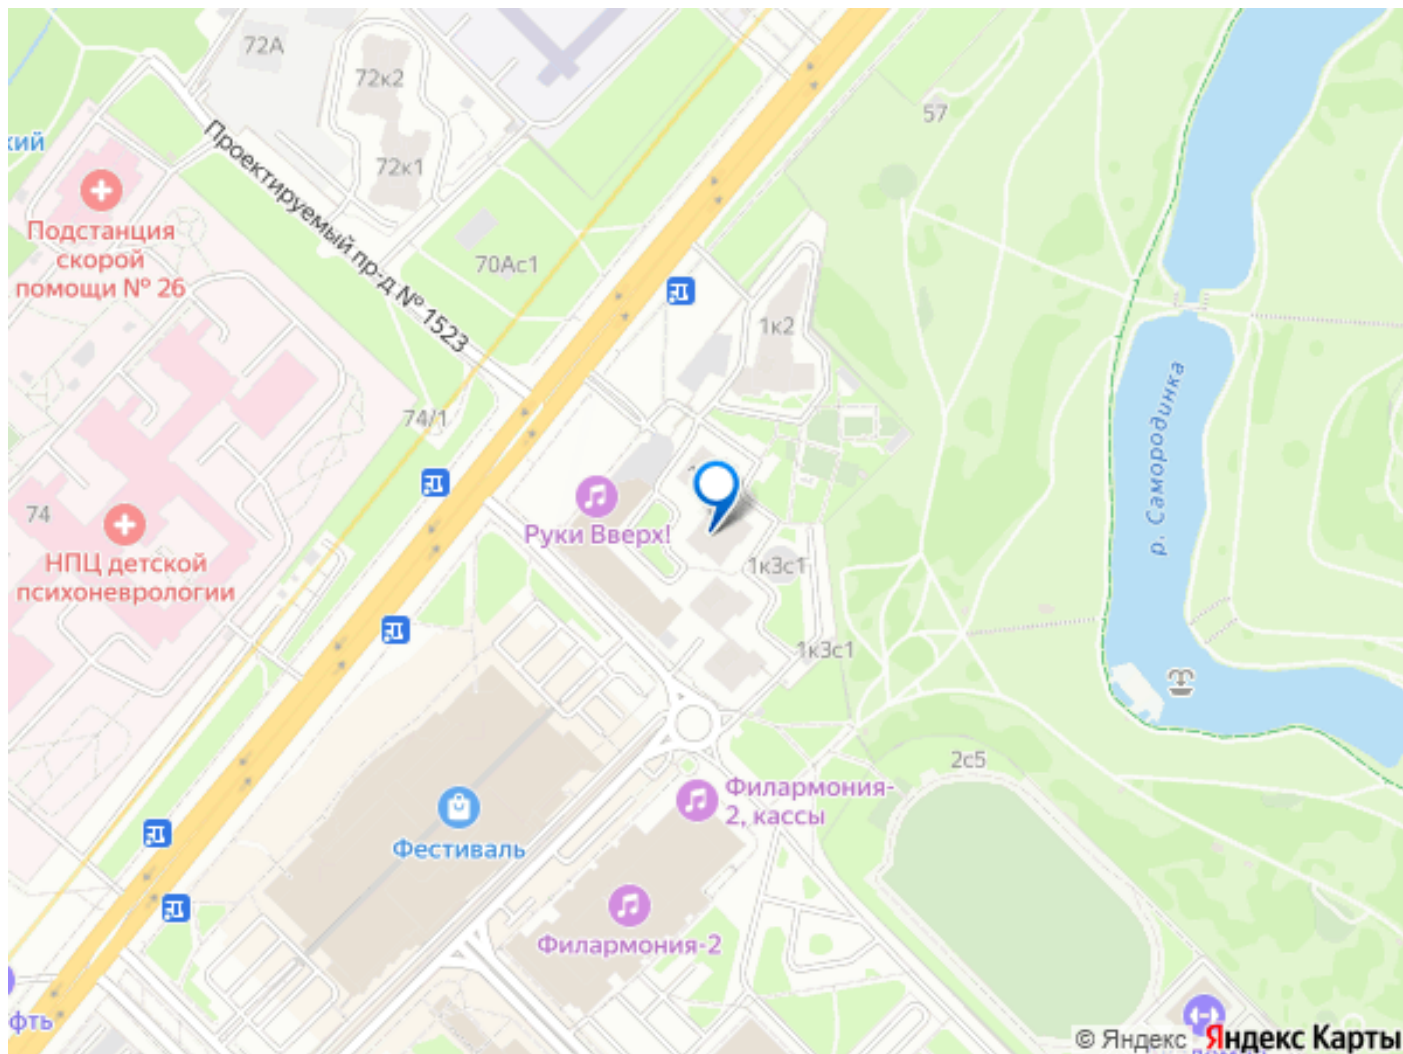 72А
72к2
57
кий
72к1
Проектируемый пр-д № 1523
Подстанция
скорой
помощи № 26
70Ас1
1к2
р. Самородинка
74/1
74
Руки Вверх!
НПЦ детской
психоневрологии
1к3с1
1к3с1
2с5
Филармония-
2, кассы
Фестиваль
Филармония-2
фть
© Яндекс Яндекс Карты